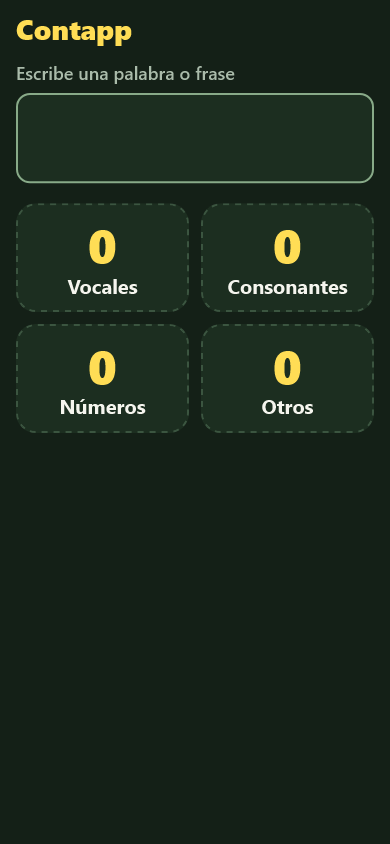 Contapp
Escribe una palabra o frase
0
Vocales
0
Consonantes
0
Números
0
Otros